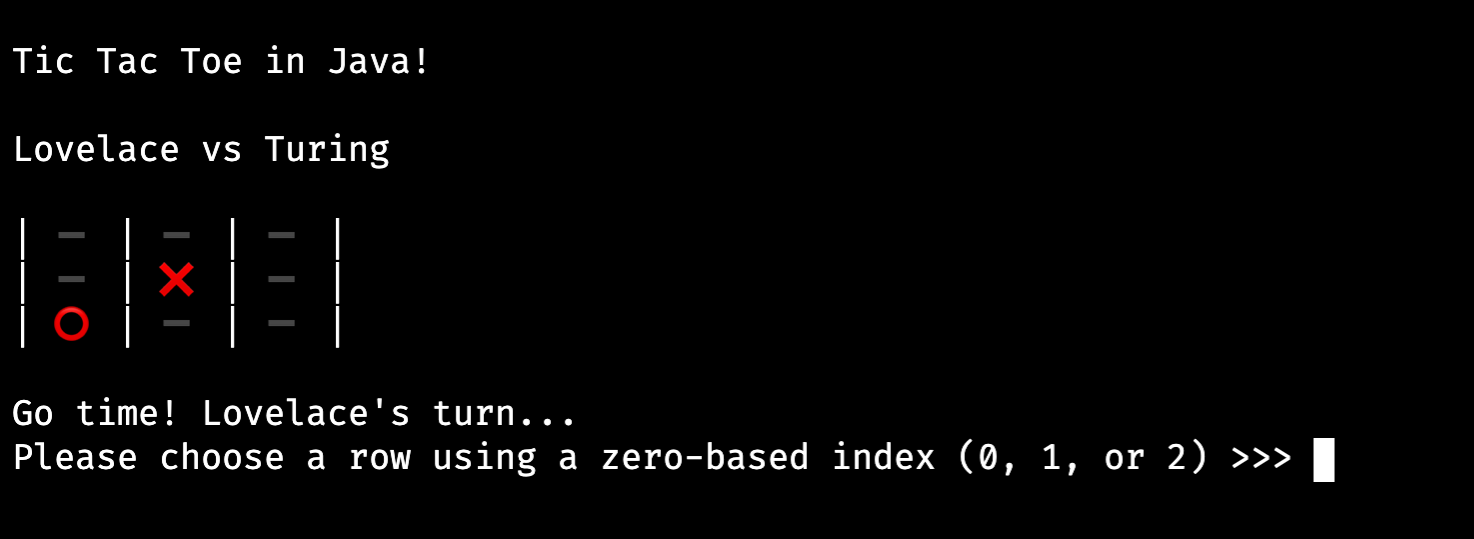 Tic Tac Toe in Java!
Lovelace vs Turing
| ➖ | ➖ | ➖ |
| ➖ | ❌ | ➖ |
| ⭕ | ➖ | ➖ |
Go time! Lovelace's turn...
Please choose a row using a zero-based index (0, 1, or 2) >>>